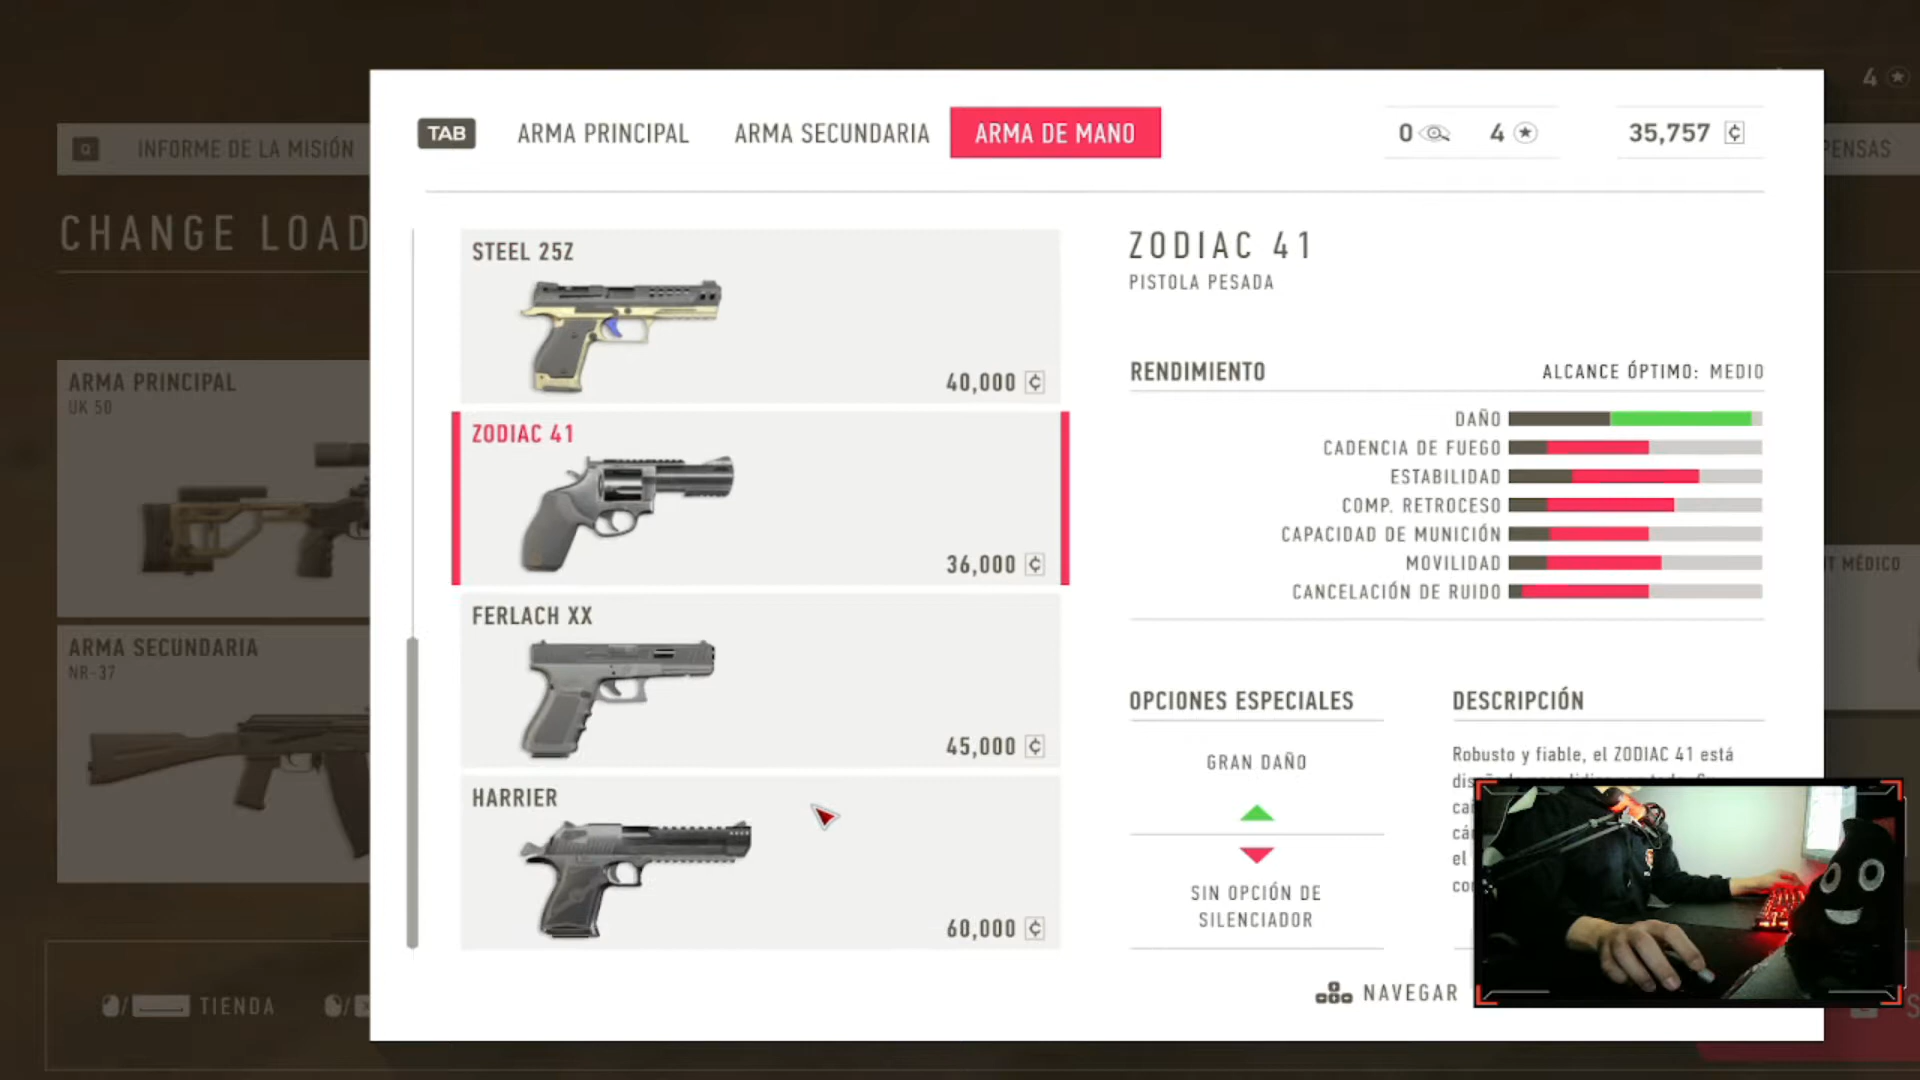 4
TAB
ARMA PRINCIPAL
ARMA SECUNDARIA
ARMA DE MANO
0
4
35,757
Q
INFORME DE LA MISIÓN
CHANGE LOAD
ARMA PRINCIPAL
UK 50
ARMA SECUNDARIA
NR-37
STEEL 25Z
40,000
ZODIAC 41
36,000
FERLACH XX
45,000
HARRIER
60,000
ZODIAC 41
PISTOLA PESADA
RENDIMIENTO
ALCANCE ÓPTIMO: MEDIO
DAÑO
CADENCIA DE FUEGO
ESTABILIDAD
COMP. RETROCESO
CAPACIDAD DE MUNICIÓN
MOVILIDAD
CANCELACIÓN DE RUIDO
OPCIONES ESPECIALES
GRAN DAÑO
SIN OPCIÓN DE
SILENCIADOR
DESCRIPCIÓN
Robusto y fiable, el ZODIAC 41 está
el
PENSAS
MÉDICO
/ TIENDA
NAVEGAR